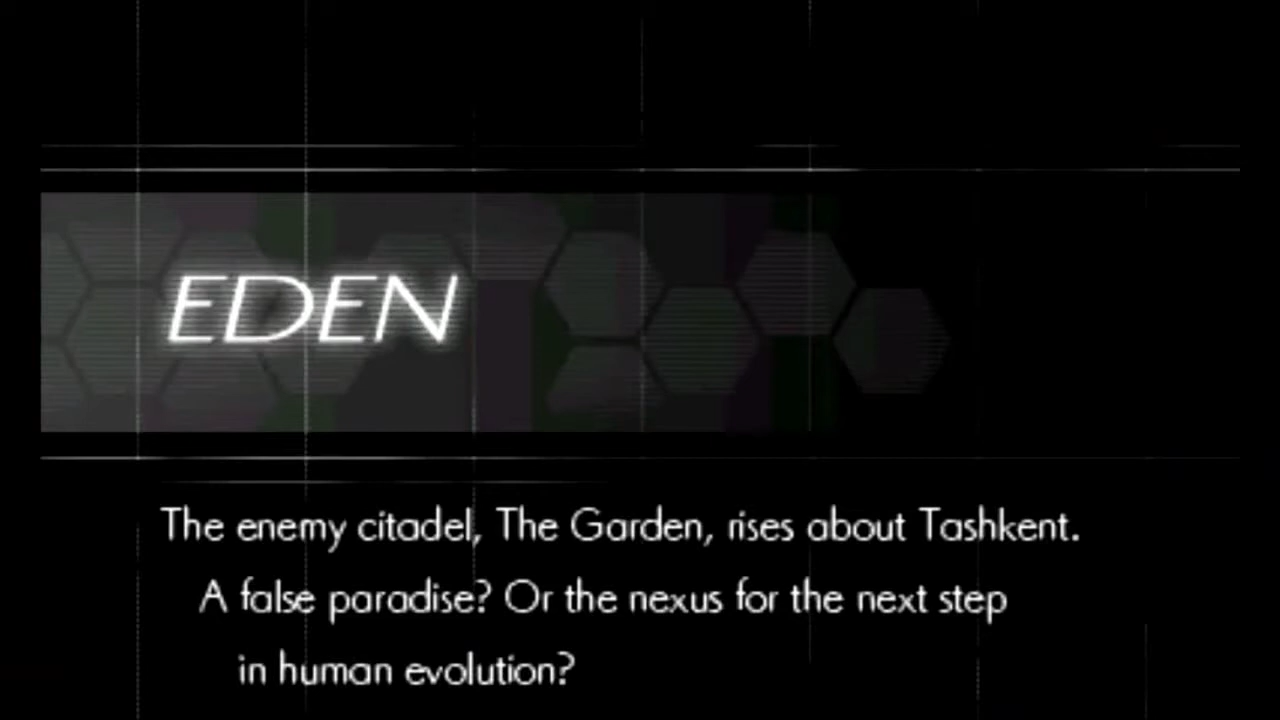 EDEN
The enemy citadel, The Garden, rises about Tashkent.
A false paradise? Or the nexus for the next step
in human evolution?